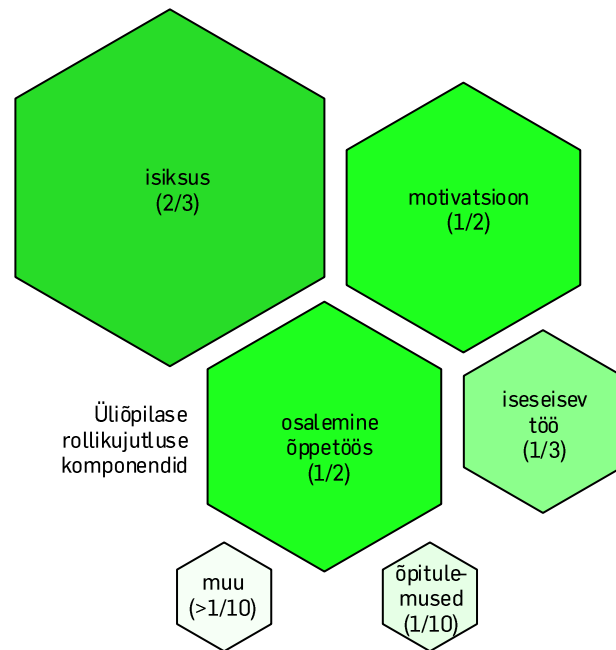 isiksus
(2/3)
motivatsioon
(1/2)
Üliõpilase
rollikujutluse
komponendid
osalemine
õppetöös
(1/2)
iseseisev
töö
(1/3)
muu
(>1/10)
õpitule-
mused
(1/10)